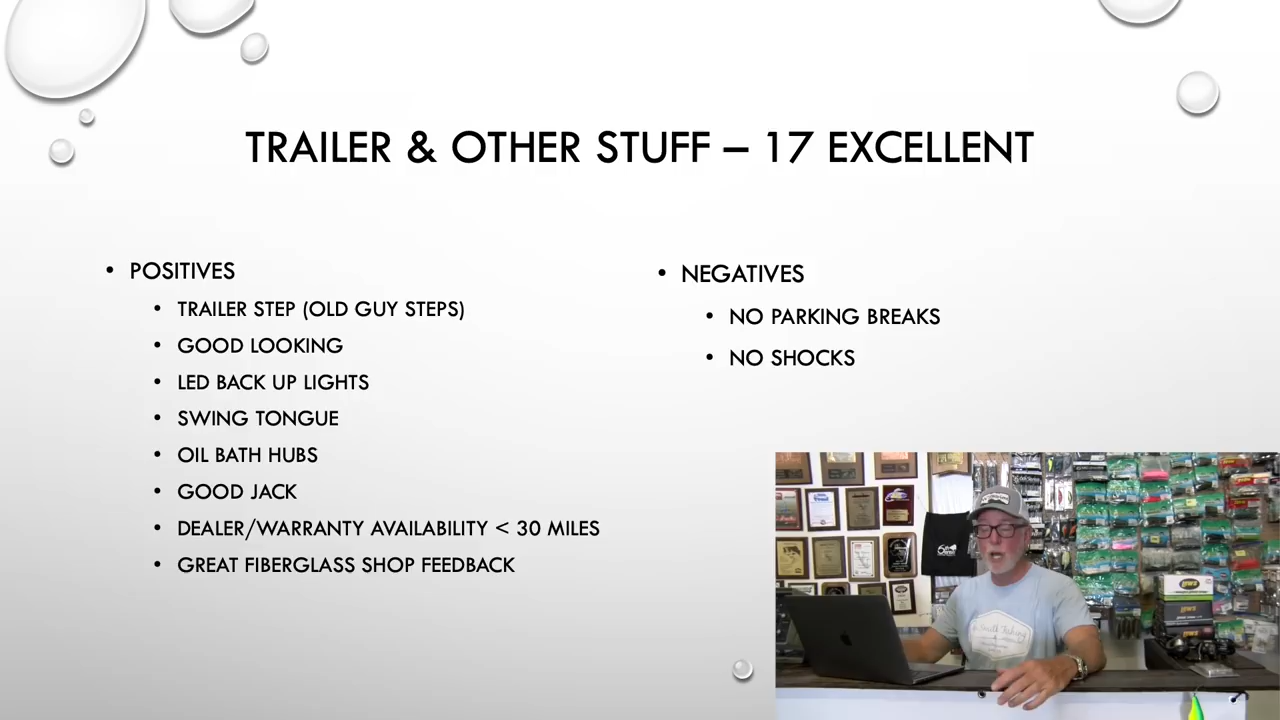 TRAILER & OTHER STUFF – 17 EXCELLENT
• POSITIVES
• TRAILER STEP (OLD GUY STEPS)
• GOOD LOOKING
• LED BACK UP LIGHTS
• SWING TONGUE
• OIL BATH HUBS
• GOOD JACK
• DEALER/WARRANTY AVAILABILITY < 30 MILES
• GREAT FIBERGLASS SHOP FEEDBACK
• NEGATIVES
• NO PARKING BREAKS
• NO SHOCKS